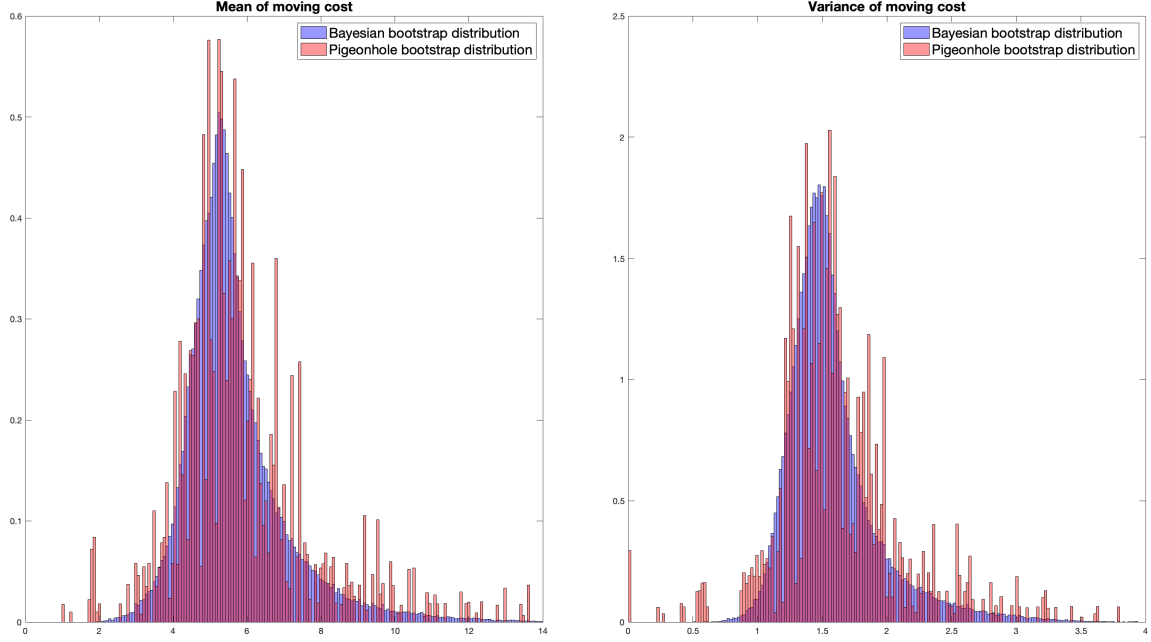 Mean of moving cost
Bayesian bootstrap distribution
Pigeonhole bootstrap distribution
0.6
0.5
0.4
0.3
0.2
0.1
0
0 2 4 6 8 10 12 14
Variance of moving cost
Bayesian bootstrap distribution
Pigeonhole bootstrap distribution
2.5
2
1.5
1
0.5
0
0 0.5 1 1.5 2 2.5 3 3.5 4